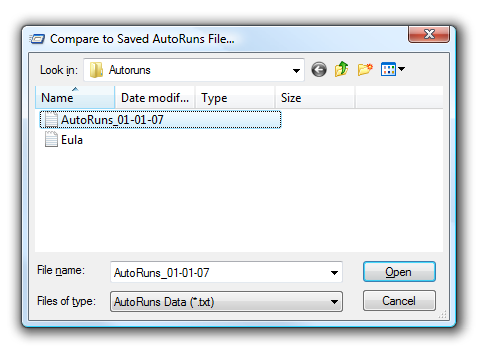 Compare to Saved AutoRuns File...
Look in: Autoruns
Name Date modif... Type Size
AutoRuns_01-01-07
Eula
File name: AutoRuns_01-01-07 Open
Files of type: AutoRuns Data (*.txt) Cancel